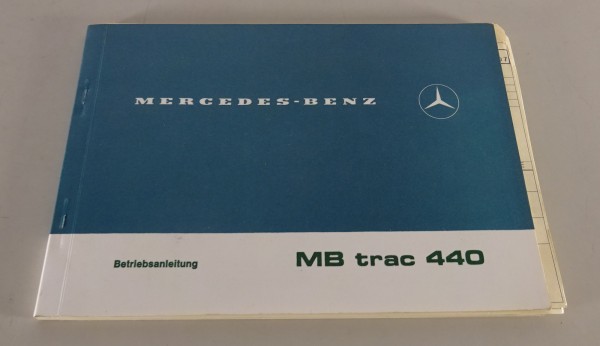 MERCEDES-BENZ
Betriebsanleitung MB trac 440